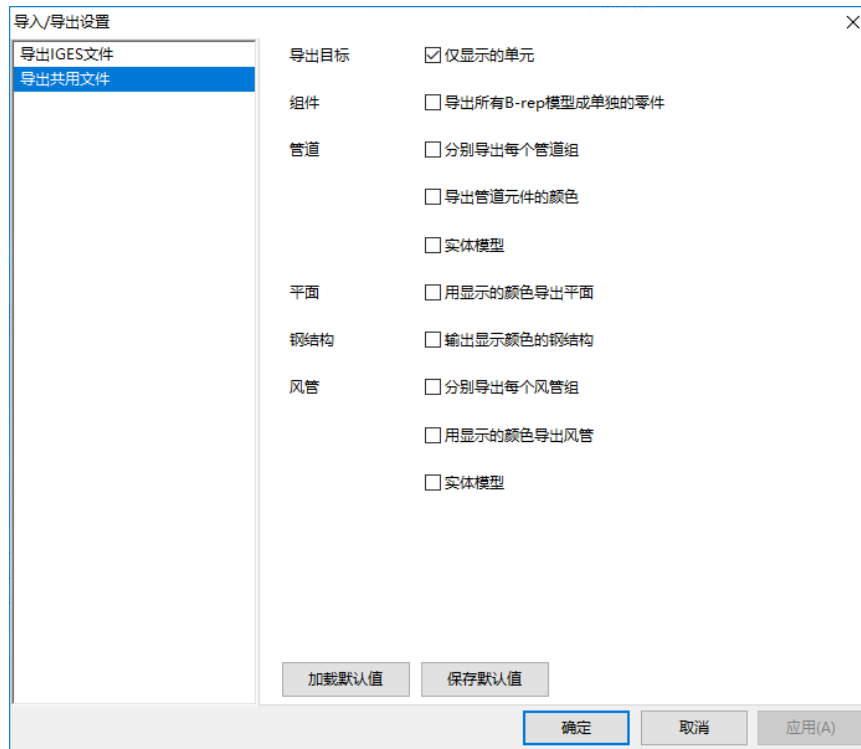 导入/导出设置
导出IGES文件
导出共用文件
导出目标 仅显示的单元
组件 导出所有B-rep模型成单独的零件
管道 分别导出每个管道组
导出管道元件的颜色
实体模型
平面 用显示的颜色导出平面
钢结构 输出显示颜色的钢结构
风管 分别导出每个风管组
用显示的颜色导出风管
实体模型
加载默认值 保存默认值
确定 取消 应用(A)